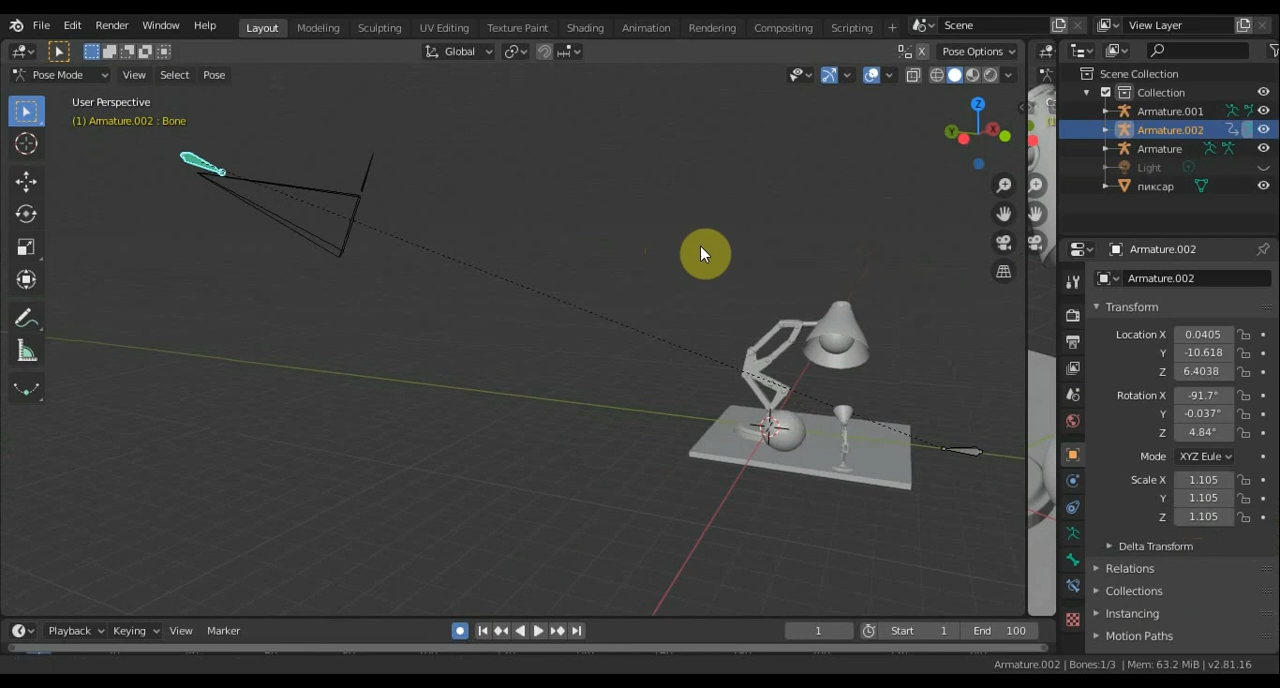 File Edit Render Window Help Layout Modeling Sculpting UV Editing Texture Paint Shading Animation Rendering Compositing Scripting + Scene View Layer
Global Pose Options
Pose Mode View Select Pose
User Perspective
(1) Armature.002 : Bone
Z
Y
X
Scene Collection
Collection
Armature.001
Armature.002
Armature
Light
пиксар
Armature.002
Armature.002
Transform
Location X 0.0405
Y -10.618
Z 6.4038
Rotation X -91.7°
Y -0.037°
Z 4.84°
Mode XYZ Eule
Scale X 1.105
Y 1.105
Z 1.105
Delta Transform
Relations
Collections
Instancing
Motion Paths
Playback Keying View Marker 1 Start 1 End 100
Armature.002 | Bones:1/3 | Mem: 63.2 MiB | v2.81.16